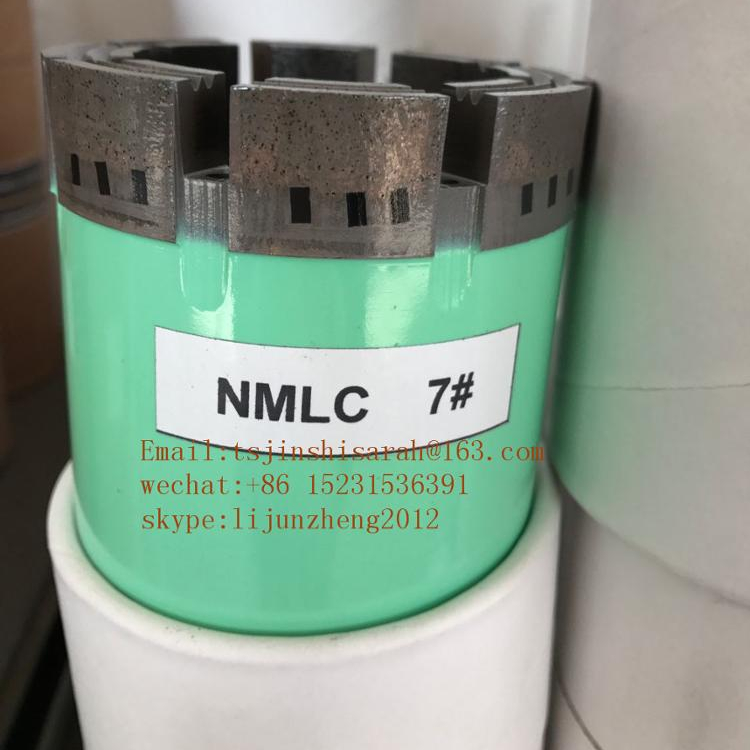 NMLC 7#
Email:tsjinshisarah@163.com
wechat:+86 15231536391
skype:lijunzheng2012